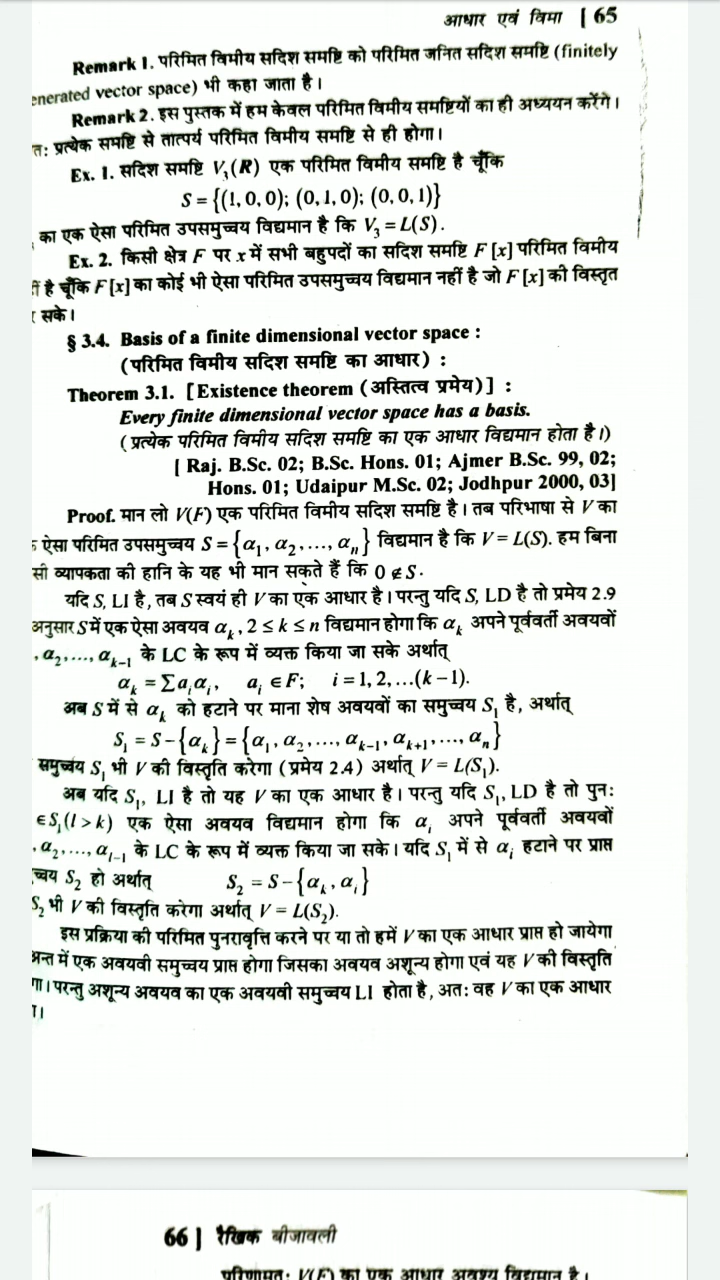 आधार एवं विमा [ 65
Remark 1. परिमित विमीय सदिश समष्टि को परिमित जनित सदिश समष्टि (finitely
enerated vector space) भी कहा जाता है।
Remark 2. इस पुस्तक में हम केवल परिमित विमीय समष्टियों का ही अध्ययन करेंगे।
त: प्रत्येक समष्टि से तात्पर्य परिमित विमीय समष्टि से ही होगा।
Ex. 1. सदिश समष्टि V₃(R) एक परिमित विमीय समष्टि है चूँकि
S = {(1, 0, 0); (0, 1, 0); (0, 0, 1)}
का एक ऐसा परिमित उपसमुच्चय विद्यमान है कि V₃ = L(S).
Ex. 2. किसी क्षेत्र F पर x में सभी बहुपदों का सदिश समष्टि F [x] परिमित विमीय
है चूँकि F [x] का कोई भी ऐसा परिमित उपसमुच्चय विद्यमान नहीं है जो F [x] की विस्तृत
सके।
§ 3.4. Basis of a finite dimensional vector space :
(परिमित विमीय सदिश समष्टि का आधार) :
Theorem 3.1. [Existence theorem (अस्तित्व प्रमेय)] :
Every finite dimensional vector space has a basis.
(प्रत्येक परिमित विमीय सदिश समष्टि का एक आधार विद्यमान होता है।)
[ Raj. B.Sc. 02; B.Sc. Hons. 01; Ajmer B.Sc. 99, 02;
Hons. 01; Udaipur M.Sc. 02; Jodhpur 2000, 03]
Proof. मान लो V(F) एक परिमित विमीय सदिश समष्टि है। तब परिभाषा से V का
ऐसा परिमित उपसमुच्चय S = {α₁, α₂,..., αₙ} विद्यमान है कि V = L(S). हम बिना
सी व्यापकता की हानि के यह भी मान सकते हैं कि 0 ∉ S.
यदि S, LI है, तब S स्वयं ही V का एक आधार है। परन्तु यदि S, LD है तो प्रमेय 2.9
अनुसार S में एक ऐसा अवयव αₖ, 2 ≤ k ≤ n विद्यमान होगा कि αₖ अपने पूर्ववर्ती अवयवों
, α₂,..., αₖ₋₁ के LC के रूप में व्यक्त किया जा सके अर्थात्
αₖ = Σaᵢαᵢ, aᵢ ∈ F; i = 1, 2, ...(k – 1).
अब S में से αₖ को हटाने पर माना शेष अवयवों का समुच्चय S₁ है, अर्थात्
S₁ = S – {αₖ} = {α₁, α₂,..., αₖ₋₁, αₖ₊₁,..., αₙ}
समुच्चय S₁ भी V की विस्तृति करेगा (प्रमेय 2.4) अर्थात् V = L(S₁).
अब यदि S₁, LI है तो यह V का एक आधार है। परन्तु यदि S₁, LD है तो पुन:
∈ S₁(l > k) एक ऐसा अवयव विद्यमान होगा कि αₗ अपने पूर्ववर्ती अवयवों
, α₂,..., αₗ₋₁ के LC के रूप में व्यक्त किया जा सके। यदि S₁ में से αₗ हटाने पर प्राप्त
च्चय S₂ हो अर्थात् S₂ = S – {αₖ, αₗ}
S₂ भी V की विस्तृति करेगा अर्थात् V = L(S₂).
इस प्रक्रिया की परिमित पुनरावृत्ति करने पर या तो हमें V का एक आधार प्राप्त हो जायेगा
अन्त में एक अवयवी समुच्चय प्राप्त होगा जिसका अवयव अशून्य होगा एवं यह V की विस्तृति
गा। परन्तु अशून्य अवयव का एक अवयवी समुच्चय LI होता है, अत: वह V का एक आधार
ा।
66 ] रैखिक बीजावली
परिणामत: V(F) का एक आधार अवश्य विद्यमान है।